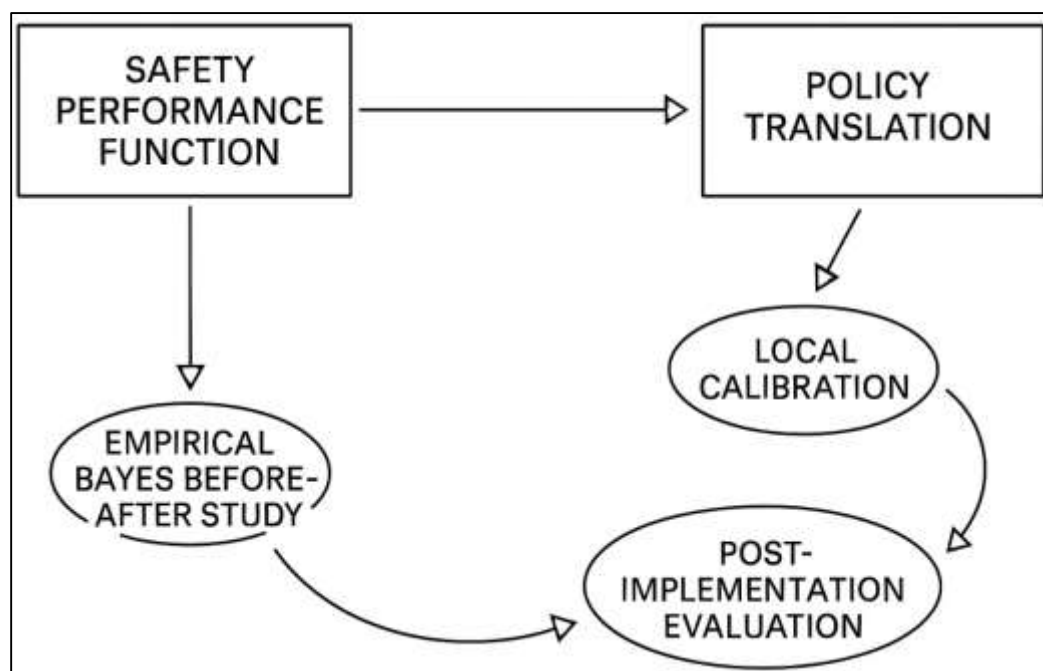 SAFETY
PERFORMANCE
FUNCTION
POLICY
TRANSLATION
LOCAL
CALIBRATION
EMPIRICAL
BAYES BEFORE-
AFTER STUDY
POST-
IMPLEMENTATION
EVALUATION